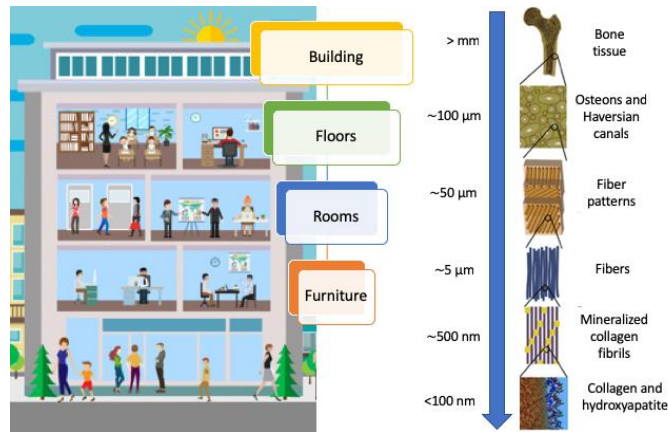 Building
Floors
Rooms
Furniture
> mm
Bone
tissue
~100 µm
Osteons and
Haversian
canals
~50 µm
Fiber
patterns
~5 µm
Fibers
~500 nm
Mineralized
collagen
fibrils
<100 nm
Collagen and
hydroxyapatite